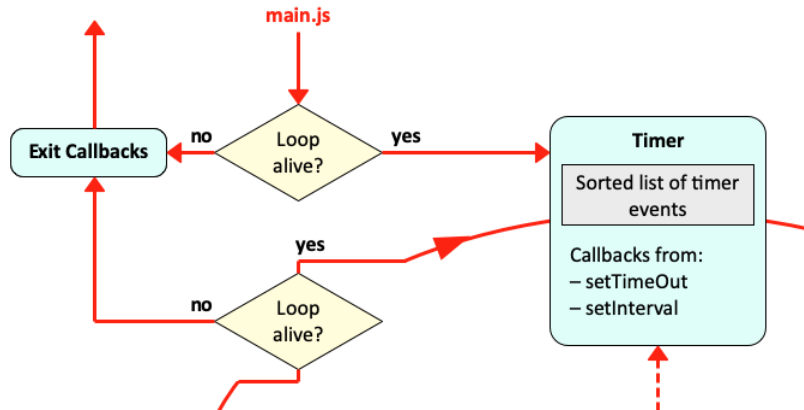 main.js
no
Loop
alive?
yes
Exit Callbacks
Timer
Sorted list of timer
events
Callbacks from:
– setTimeOut
– setInterval
yes
no
Loop
alive?